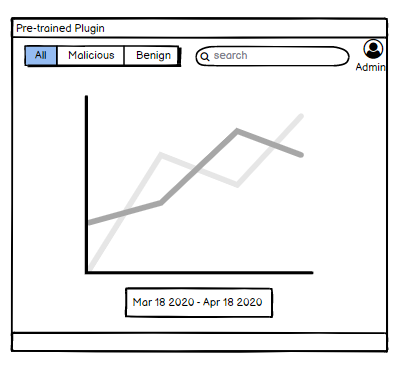 Pre-trained Plugin
All Malicious Benign search
Admin
Mar 18 2020 - Apr 18 2020